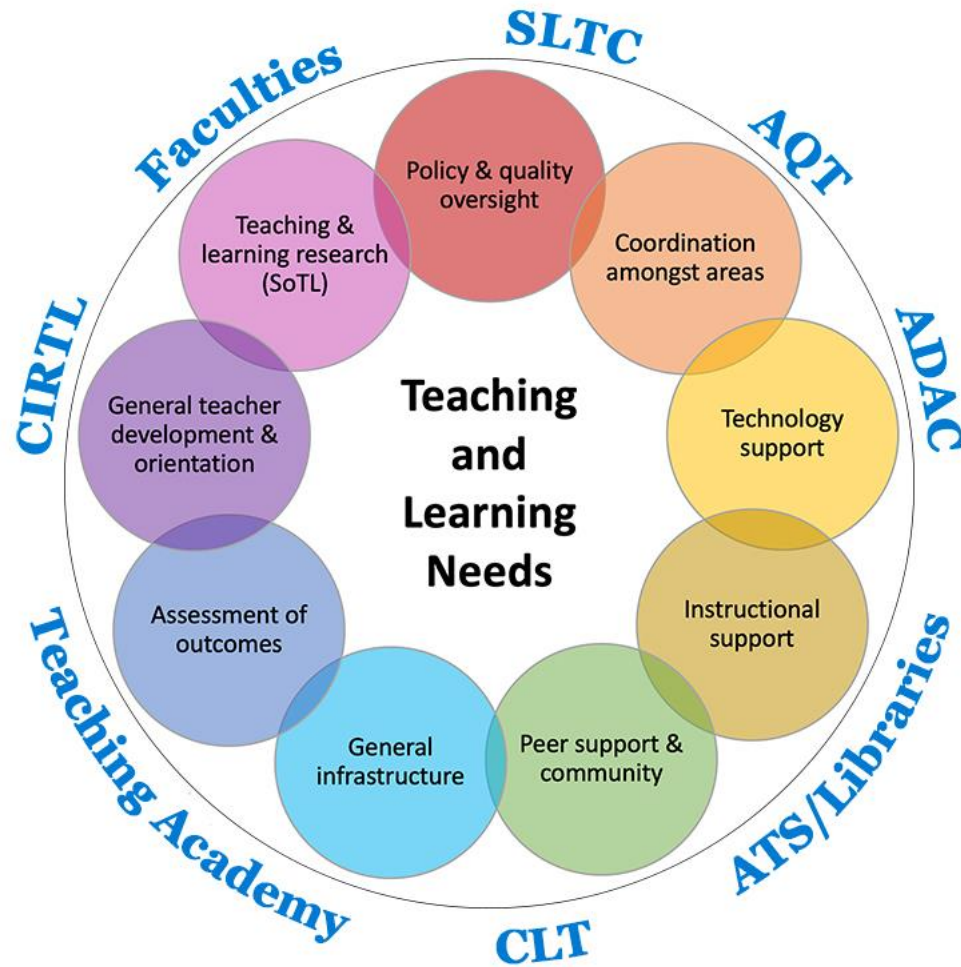 SLTC
AQT
ADAC
ATS/Libraries
CLT
Teaching Academy
CIRTL
Faculties
Policy & quality
oversight
Coordination
amongst areas
Technology
support
Instructional
support
Peer support &
community
General
infrastructure
Assessment of
outcomes
General teacher
development &
orientation
Teaching &
learning research
(SoTL)
Teaching
and
Learning
Needs